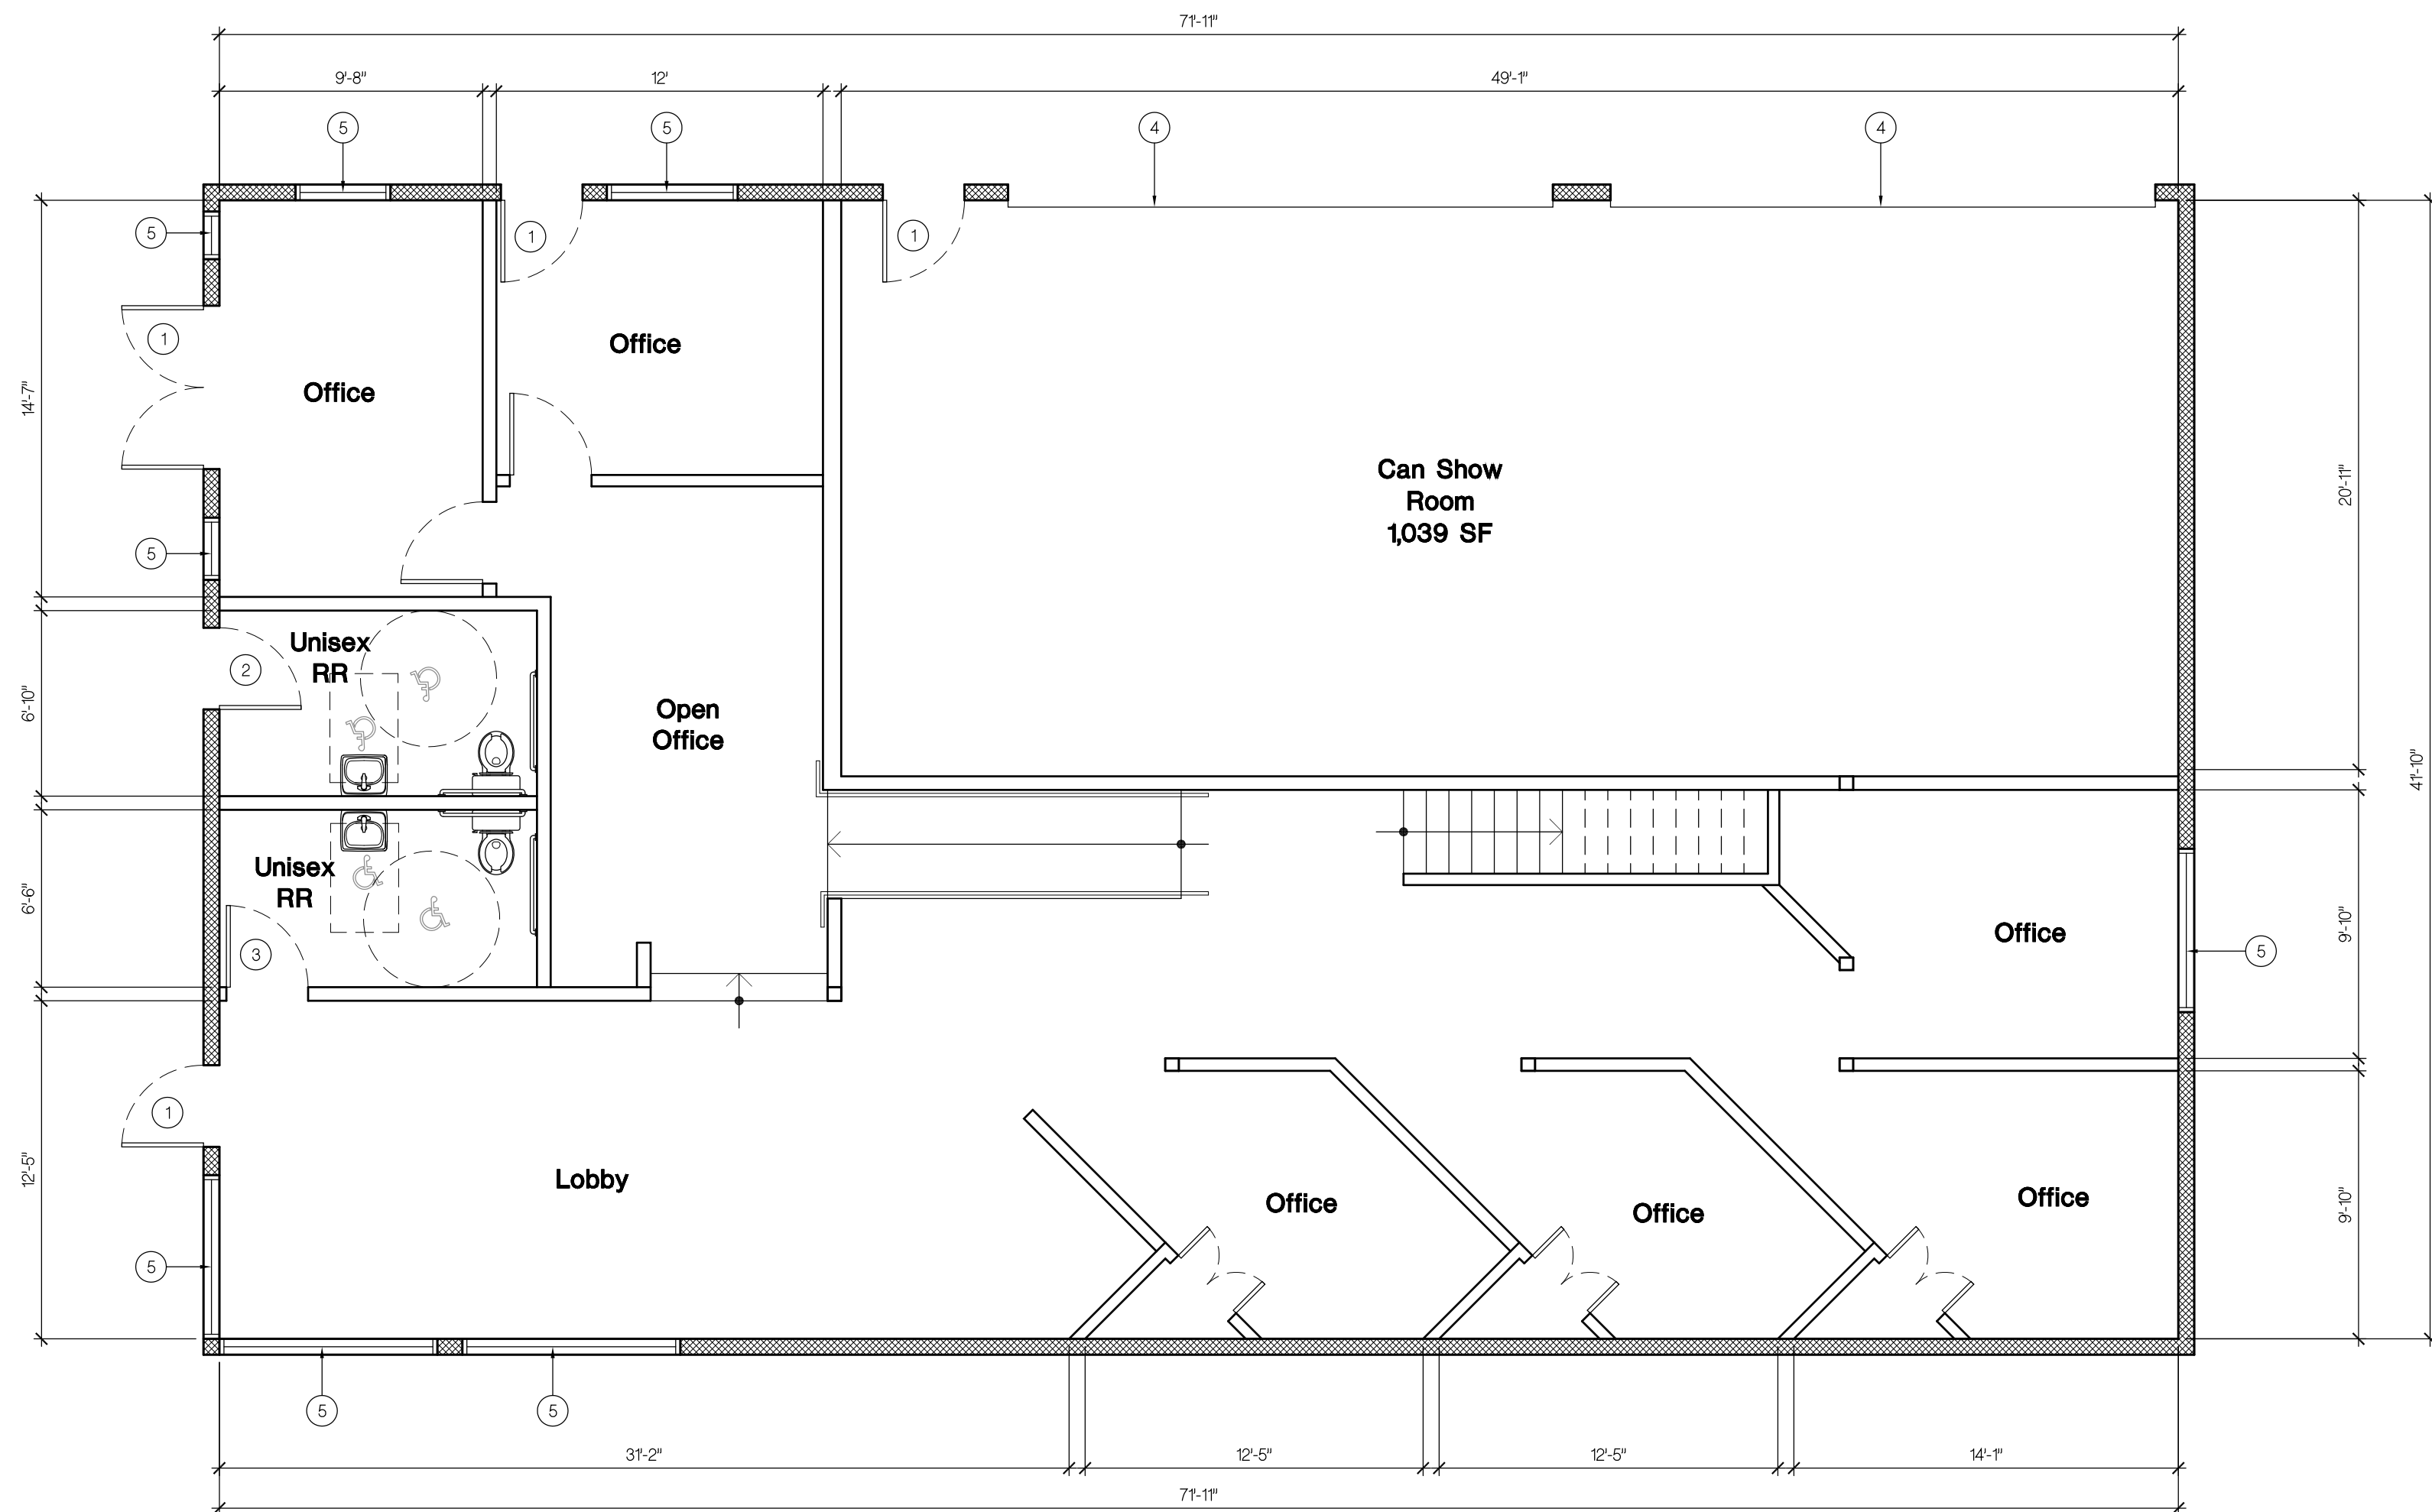 71'-11"
9'-8"
12'
49'-1"
5
5
4
4
5
1
1
1
Office
Office
14'-7"
Can Show
Room
1,039 SF
20'-11"
5
Unisex
RR
2
6'-10"
Open
Office
41'-10"
Unisex
RR
6'-6"
3
Office
9'-10"
5
1
Lobby
12'-5"
Office
Office
Office
9'-10"
5
5
5
31'-2"
12'-5"
12'-5"
14'-1"
71'-11"